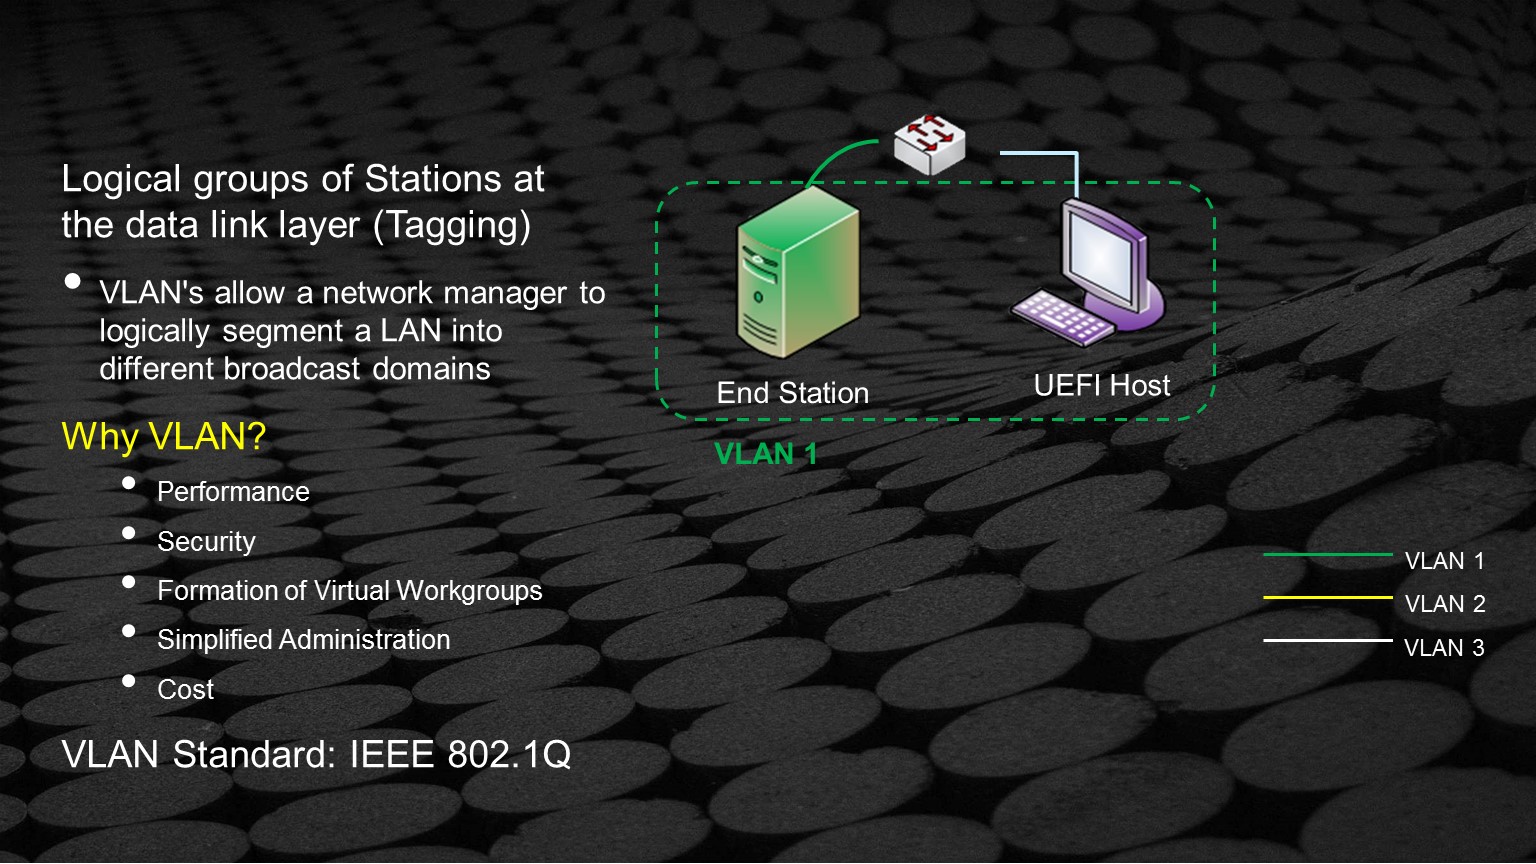 Logical groups of Stations at
the data link layer (Tagging)
• VLAN's allow a network manager to
logically segment a LAN into
different broadcast domains
Why VLAN?
• Performance
• Security
• Formation of Virtual Workgroups
• Simplified Administration
• Cost
VLAN Standard: IEEE 802.1Q
End Station
UEFI Host
VLAN 1
VLAN 1
VLAN 2
VLAN 3